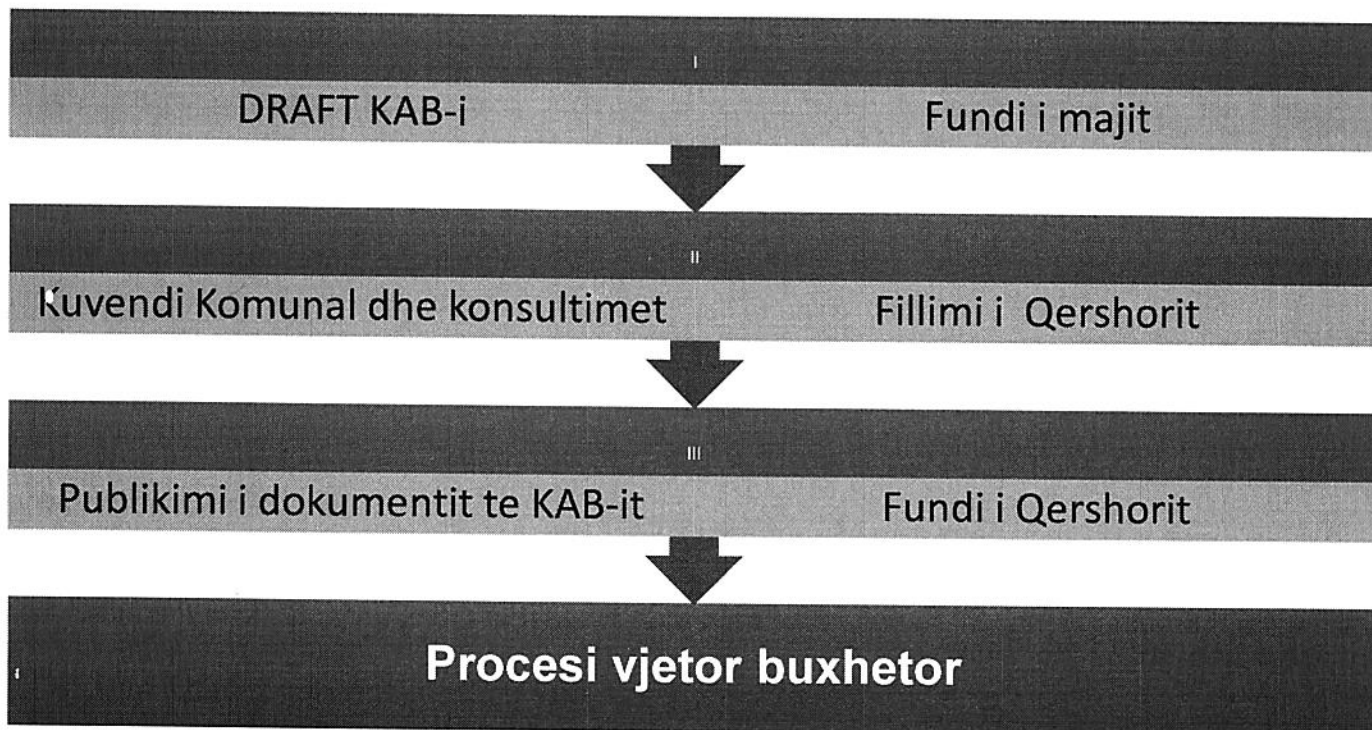 I
DRAFT KAB-i Fundi i majit
II
Kuvendi Komunal dhe konsultimet Fillimi i Qershorit
III
Publikimi i dokumentit te KAB-it Fundi i Qershorit
Procesi vjetor buxhetor